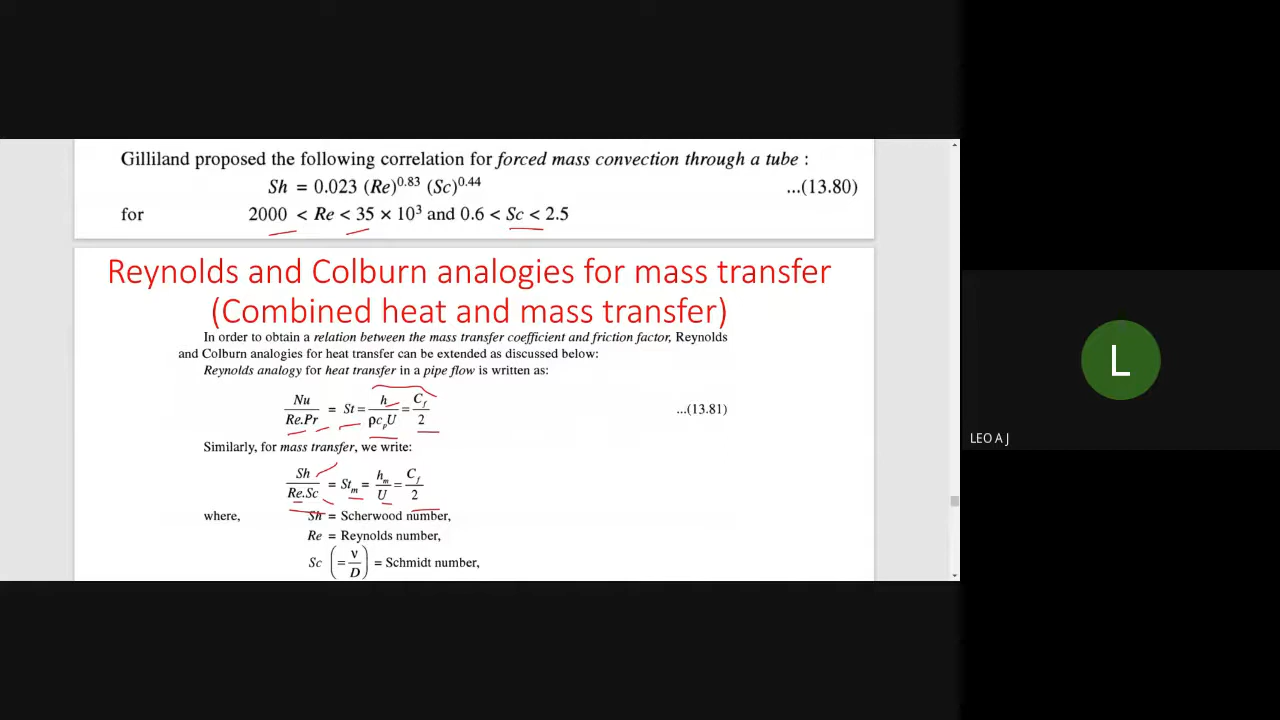 Gilliland proposed the following correlation for forced mass convection through a tube :
Sh = 0.023 (Re)^0.83 (Sc)^0.44 ...(13.80)
for 2000 < Re < 35 × 10^3 and 0.6 < Sc < 2.5
Reynolds and Colburn analogies for mass transfer
(Combined heat and mass transfer)
In order to obtain a relation between the mass transfer coefficient and friction factor, Reynolds
and Colburn analogies for heat transfer can be extended as discussed below:
Reynolds analogy for heat transfer in a pipe flow is written as:
Nu/Re.Pr = St = h/ρc_pU = C_f/2 ...(13.81)
Similarly, for mass transfer, we write:
Sh/Re.Sc = St_m = h_m/U = C_f/2
where, Sh = Scherwood number,
Re = Reynolds number,
Sc (= ν/D) = Schmidt number,
L
LEO A J